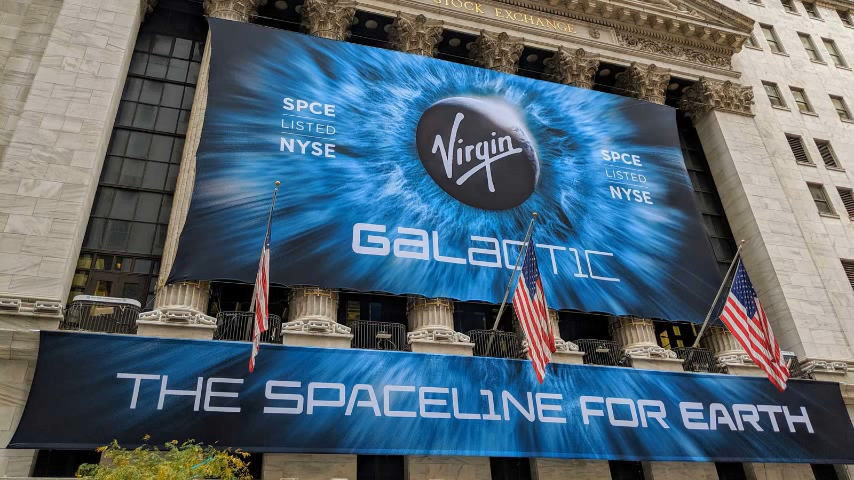 STOCK EXCHANGE
SPCE
LISTED
NYSE
Virgin
GALACTIC
SPCE
LISTED
NYSE
THE SPACELINE FOR EARTH